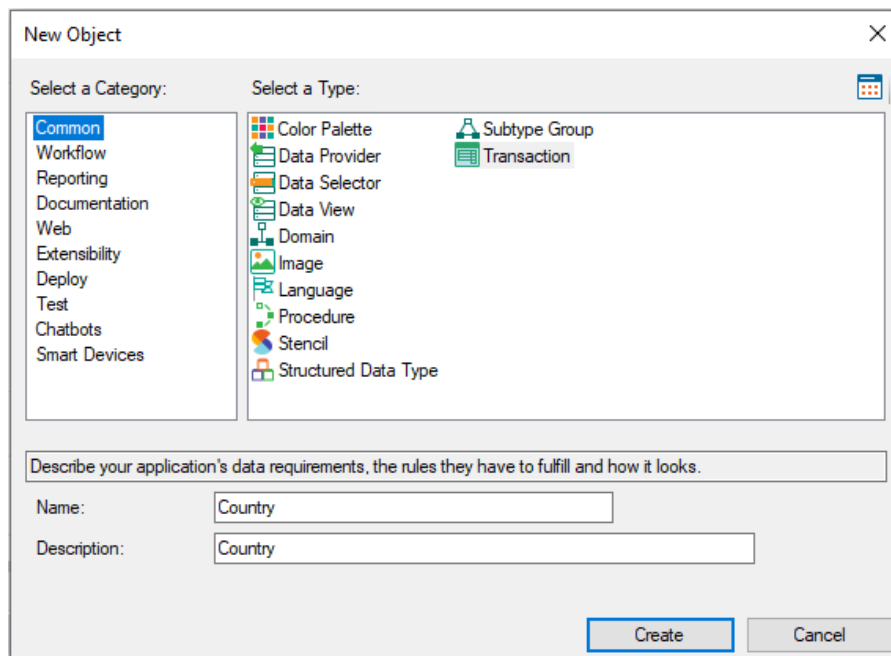 New Object
Select a Category:
Common
Workflow
Reporting
Documentation
Web
Extensibility
Deploy
Test
Chatbots
Smart Devices
Select a Type:
Color Palette
Data Provider
Data Selector
Data View
Domain
Image
Language
Procedure
Stencil
Structured Data Type
Subtype Group
Transaction
Describe your application's data requirements, the rules they have to fulfill and how it looks.
Name: Country
Description: Country
Create Cancel